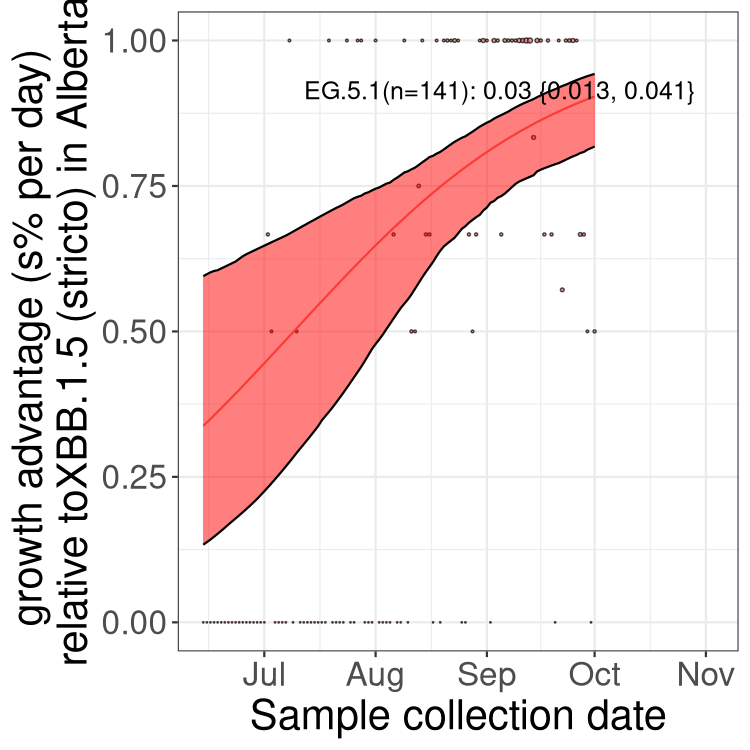 growth advantage (s% per day)
relative toXBB.1.5 (stricto) in Alberta
1.00
0.75
0.50
0.25
0.00
EG.5.1(n=141): 0.03 {0.013, 0.041}
Jul Aug Sep Oct Nov
Sample collection date